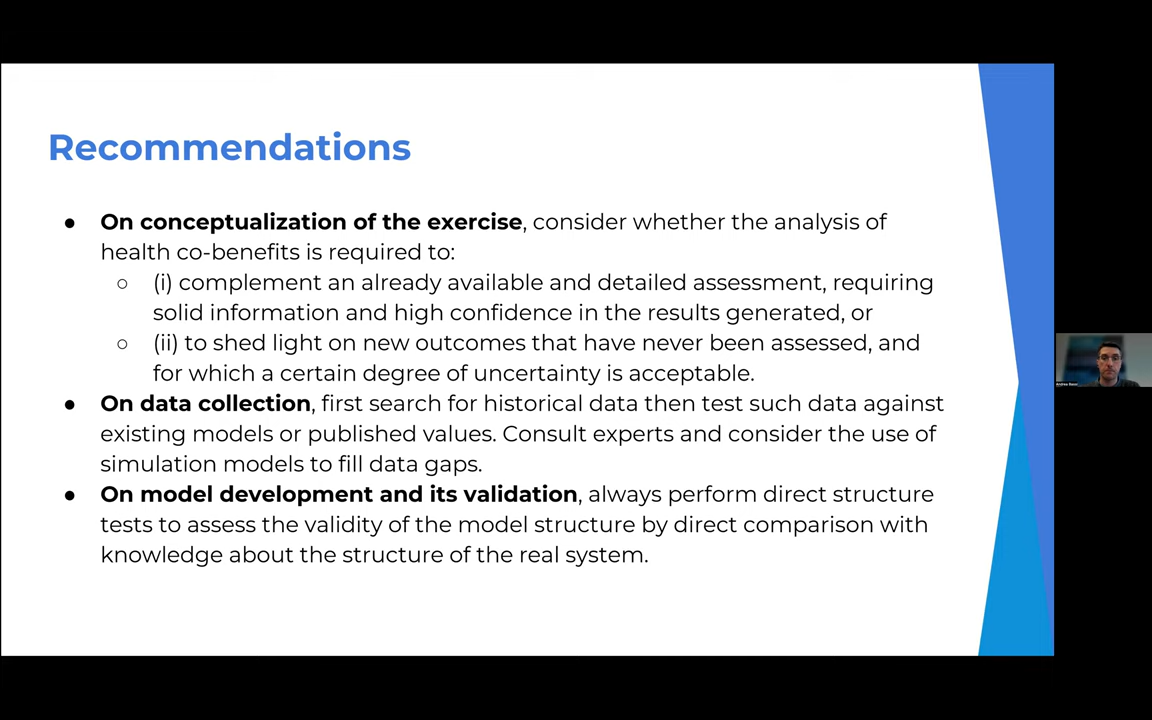 Recommendations
● On conceptualization of the exercise, consider whether the analysis of
health co-benefits is required to:
○ (i) complement an already available and detailed assessment, requiring
solid information and high confidence in the results generated, or
○ (ii) to shed light on new outcomes that have never been assessed, and
for which a certain degree of uncertainty is acceptable.
● On data collection, first search for historical data then test such data against
existing models or published values. Consult experts and consider the use of
simulation models to fill data gaps.
● On model development and its validation, always perform direct structure
tests to assess the validity of the model structure by direct comparison with
knowledge about the structure of the real system.
Andrea Bassi